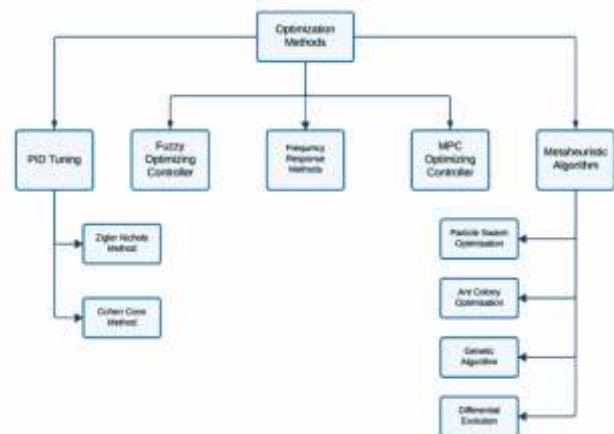 Optimization
Methods
PID Tuning
Fuzzy
Optimizing
Controller
Frequency
Response
Methods
MPC
Optimizing
Controller
Metaheuristic
Algorithm
Zigler Nichols
Method
Cohen Coon
Method
Particle Swarm
Optimisation
Ant Colony
Optimisation
Genetic
Algorithm
Differential
Evolution